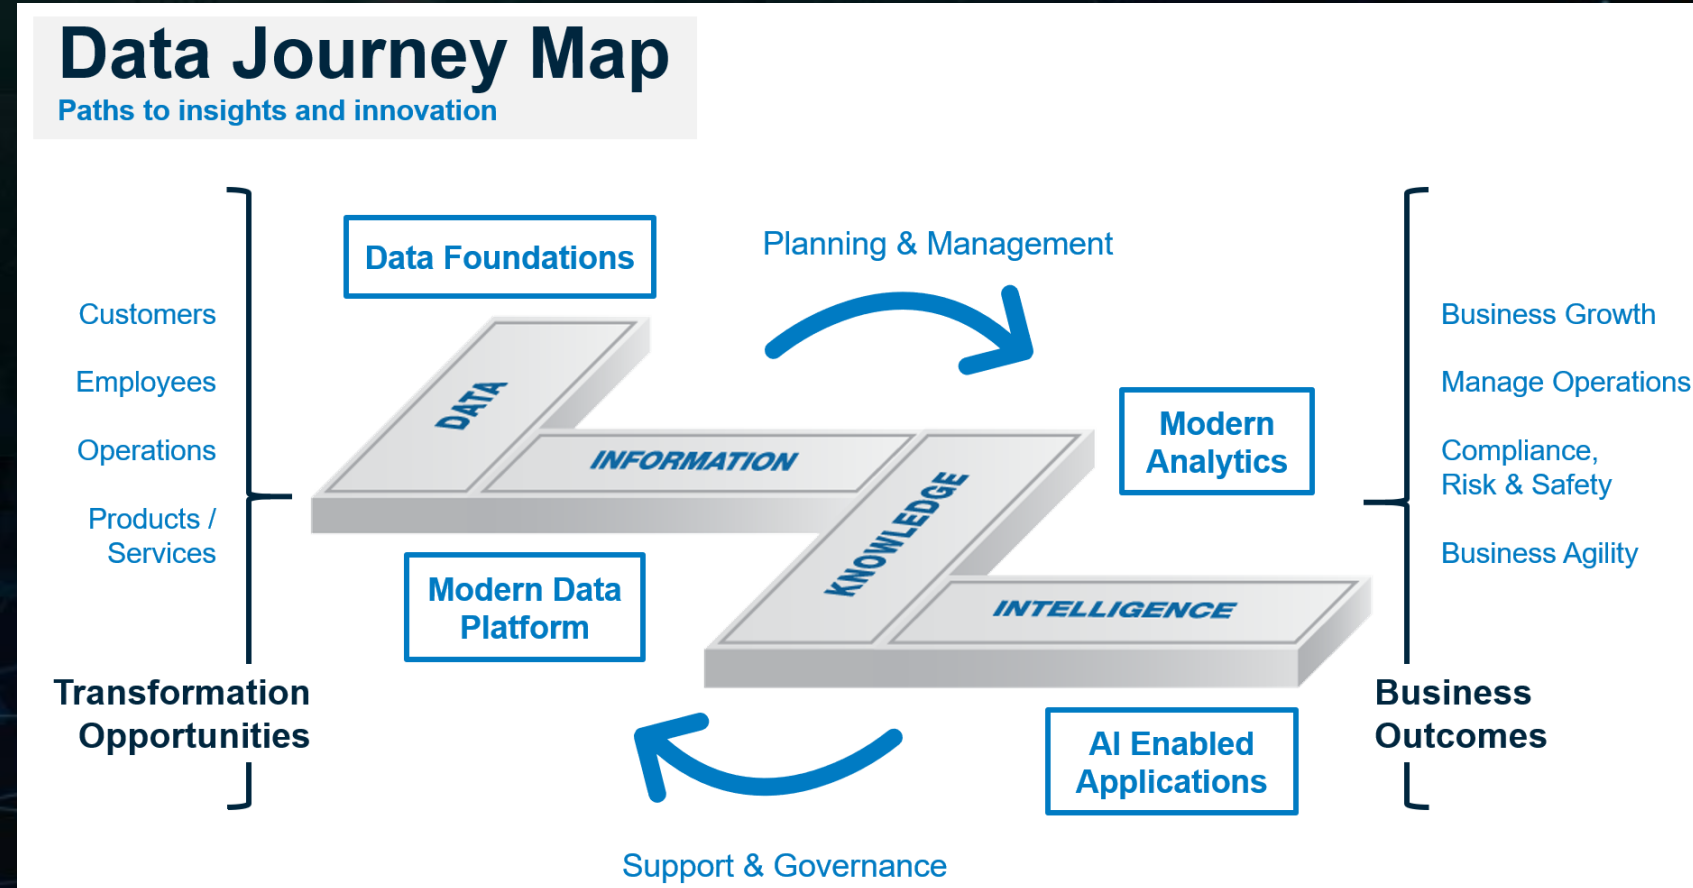 Data Journey Map
Paths to insights and innovation
Customers
Employees
Operations
Products /
Services
Transformation
Opportunities
Data Foundations
Planning & Management
DATA
INFORMATION
KNOWLEDGE
INTELLIGENCE
Modern
Analytics
Modern Data
Platform
AI Enabled
Applications
Support & Governance
Business Growth
Manage Operations
Compliance,
Risk & Safety
Business Agility
Business
Outcomes